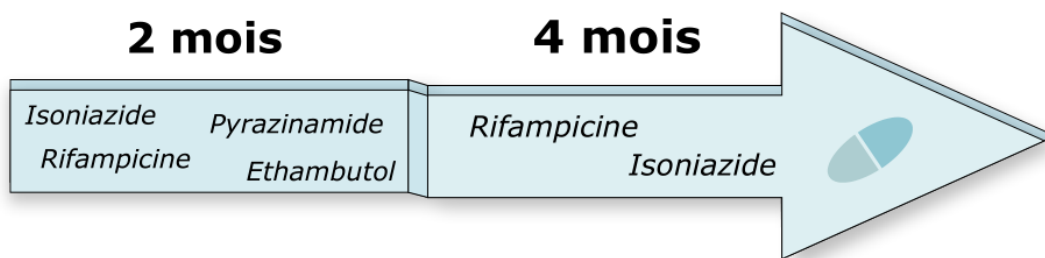 2 mois
4 mois
Isoniazide
Pyrazinamide
Rifampicine
Ethambutol
Rifampicine
Isoniazide